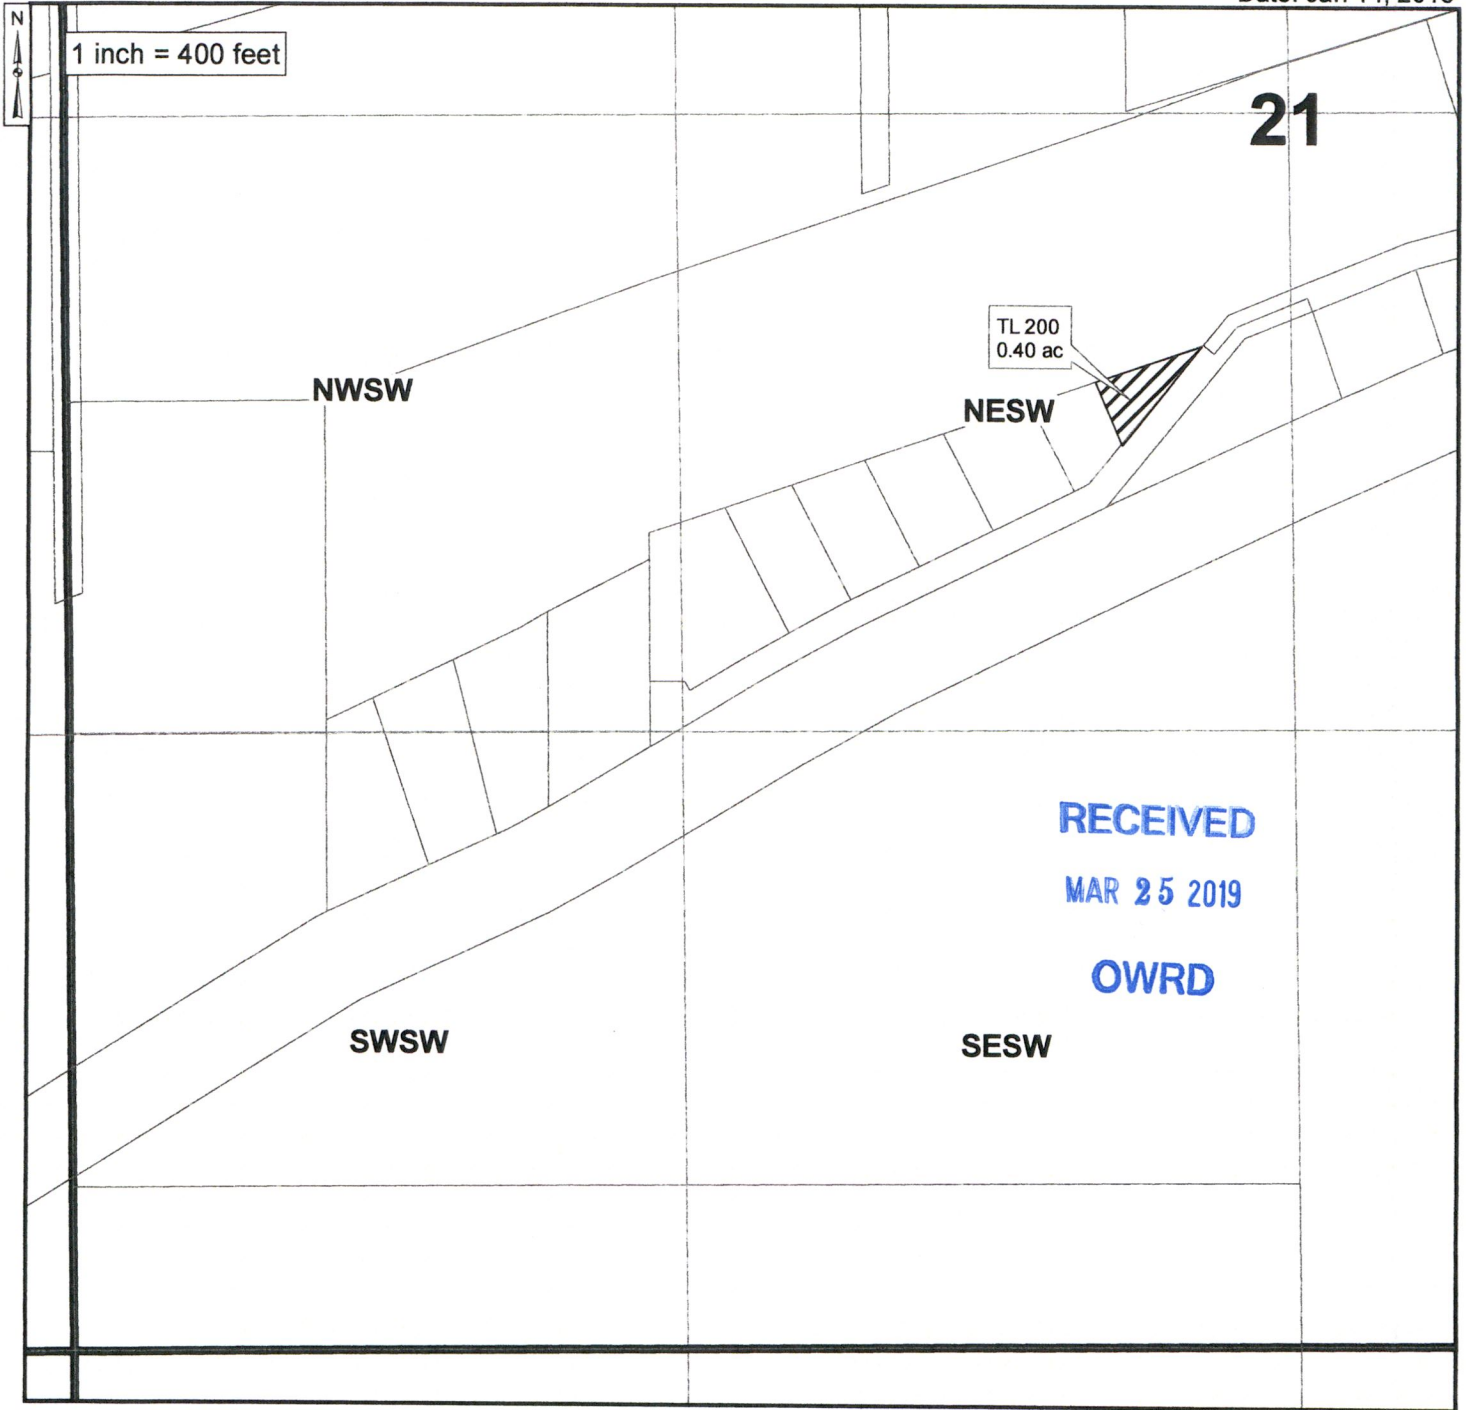 N
1 inch = 400 feet
21
TL 200
0.40 ac
NWSW
NESW
RECEIVED
MAR 25 2019
OWRD
SWSW
SESW